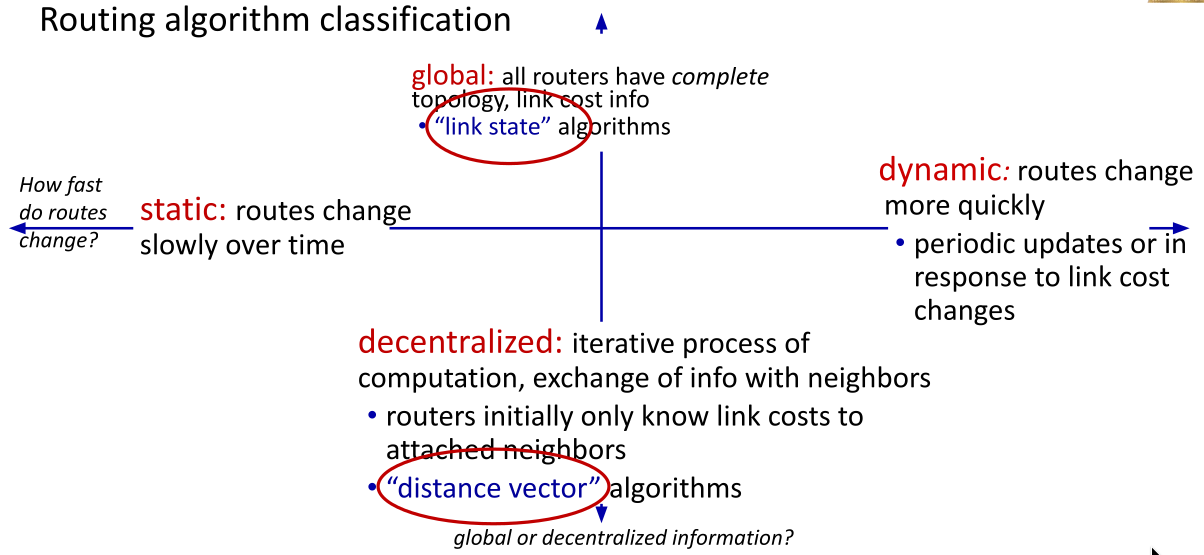 Routing algorithm classification
global: all routers have complete
topology, link cost info
• “link state” algorithms
How fast
do routes
change?
static: routes change
slowly over time
dynamic: routes change
more quickly
• periodic updates or in
response to link cost
changes
decentralized: iterative process of
computation, exchange of info with neighbors
• routers initially only know link costs to
attached neighbors
• “distance vector” algorithms
global or decentralized information?